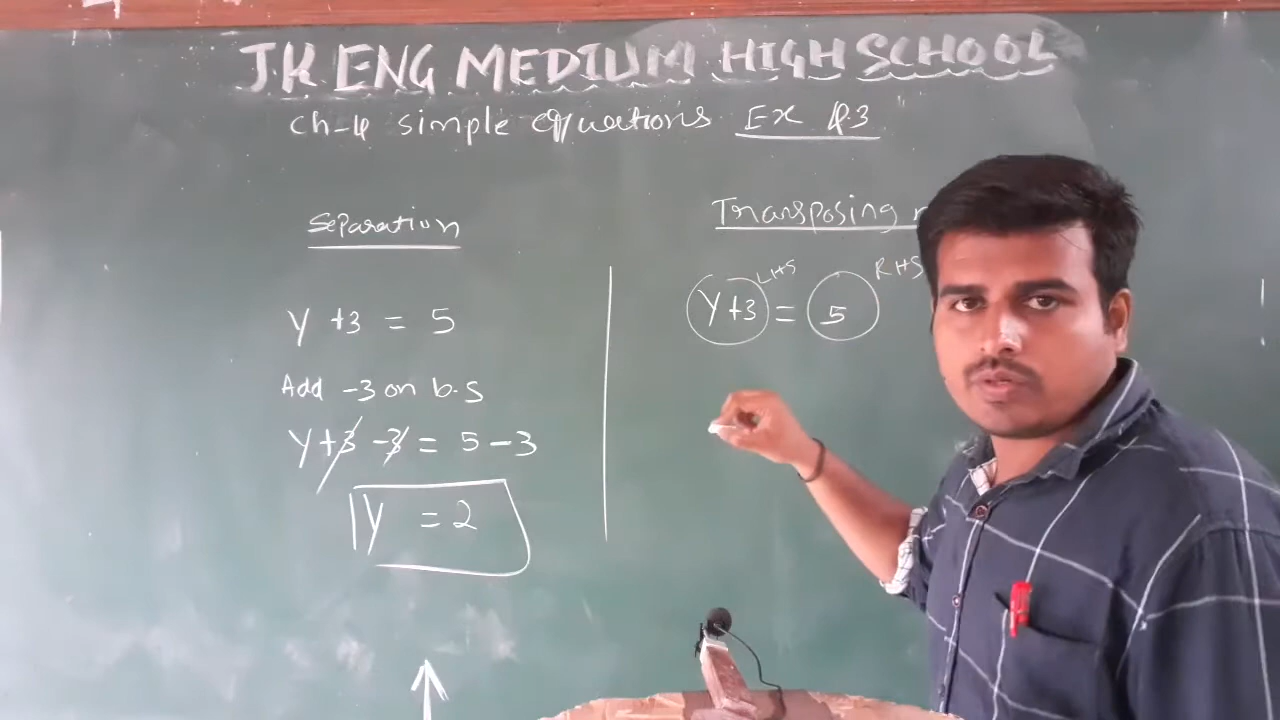 J.K ENG MEDIUM HIGH SCHOOL
ch-4 simple equations Ex 4.3
Separation
y + 3 = 5
Add -3 on b.s
y + 3 - 3 = 5 - 3
y = 2
Transposing
LHS RHS
y + 3 = 5